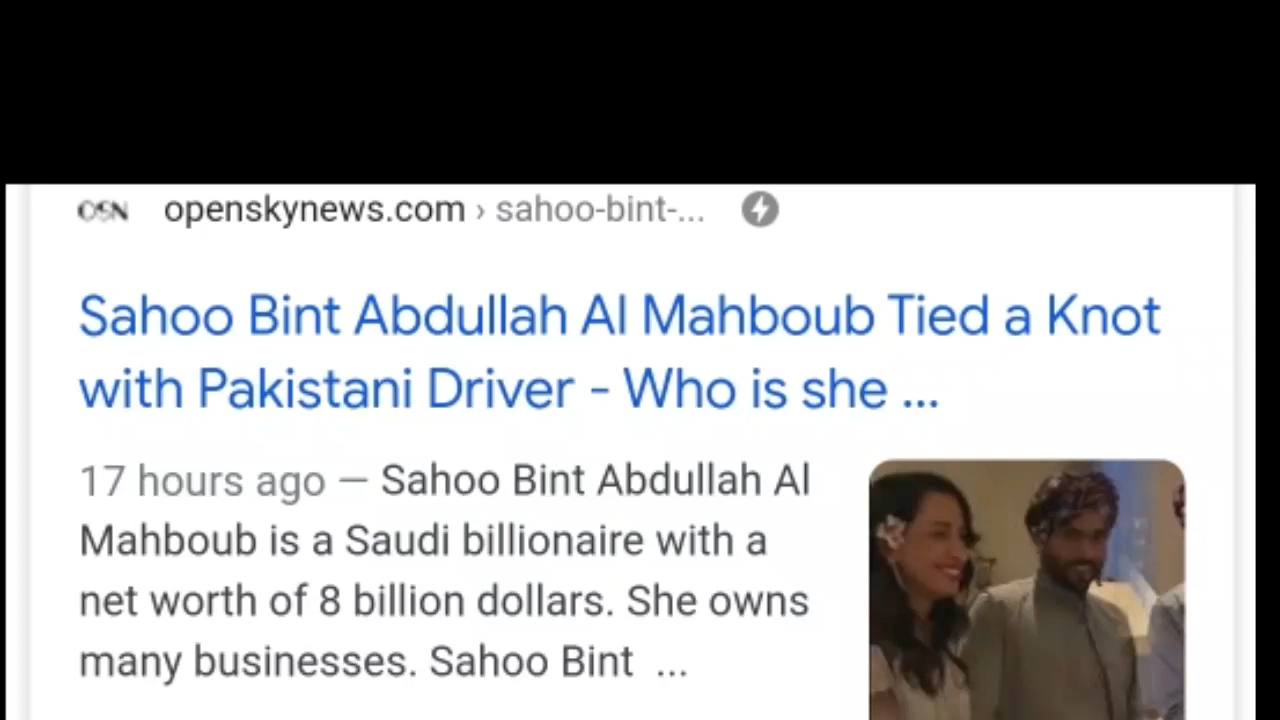 OSN openskynews.com › sahoo-bint-...
Sahoo Bint Abdullah Al Mahboub Tied a Knot
with Pakistani Driver - Who is she ...
17 hours ago — Sahoo Bint Abdullah Al
Mahboub is a Saudi billionaire with a
net worth of 8 billion dollars. She owns
many businesses. Sahoo Bint ...